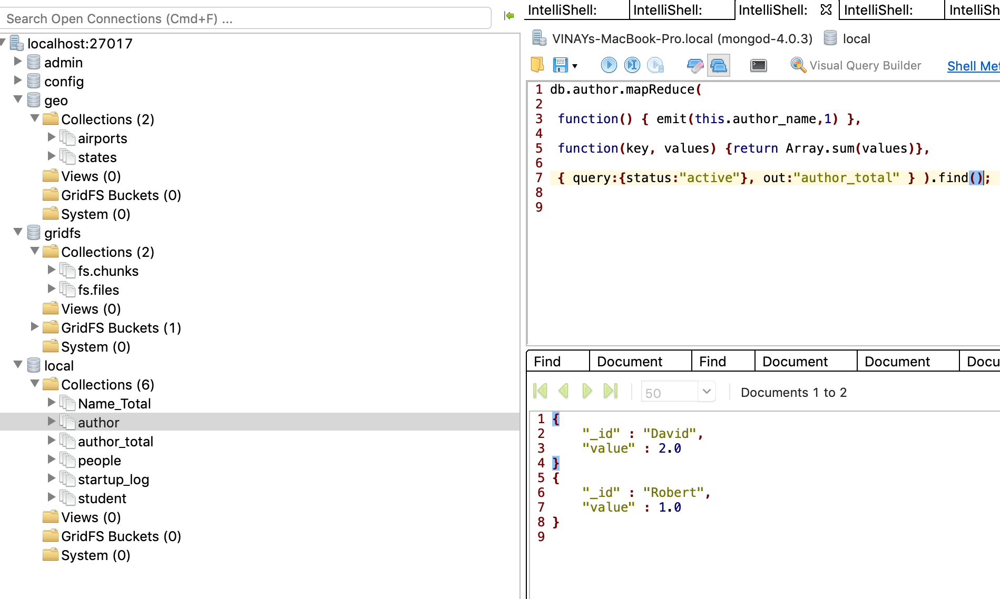 Search Open Connections (Cmd+F) ...
localhost:27017
admin
config
geo
Collections (2)
airports
states
Views (0)
GridFS Buckets (0)
System (0)
gridfs
Collections (2)
fs.chunks
fs.files
Views (0)
GridFS Buckets (1)
System (0)
local
Collections (6)
Name_Total
author
author_total
people
startup_log
student
Views (0)
GridFS Buckets (0)
System (0)
IntelliShell: IntelliShell: IntelliShell: IntelliShell: IntelliSh
VINAYs-MacBook-Pro.local (mongod-4.0.3) local
Visual Query Builder Shell Met
1 db.author.mapReduce(
2
3 function() { emit(this.author_name,1) },
4
5 function(key, values) {return Array.sum(values)},
6
7 { query:{status:"active"}, out:"author_total" } ).find();
8
9
Find Document Find Document Document Docu
50 Documents 1 to 2
1 {
2 "_id" : "David",
3 "value" : 2.0
4 }
5 {
6 "_id" : "Robert",
7 "value" : 1.0
8 }
9